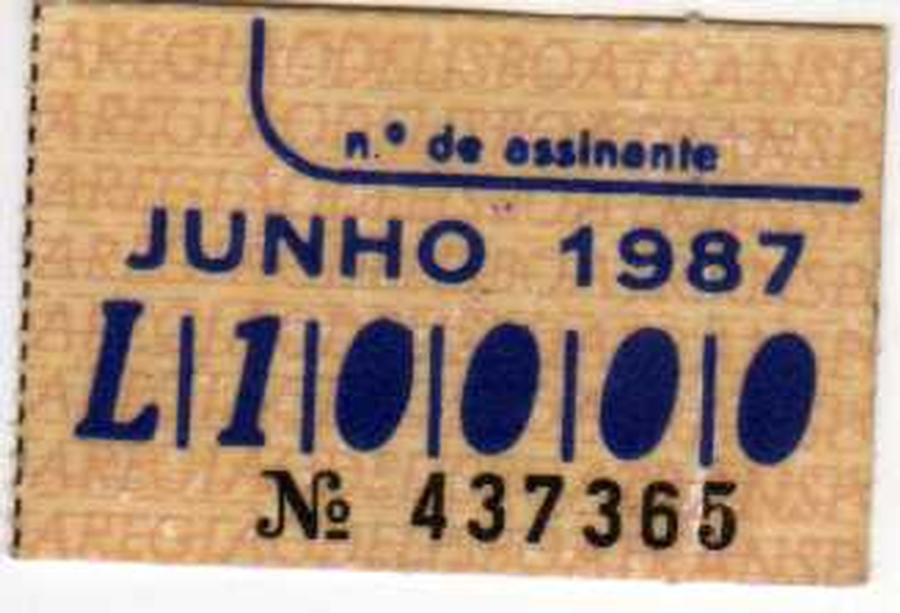 n.º de assinante
JUNHO 1987
L|1|0|0|0|0
№ 437365